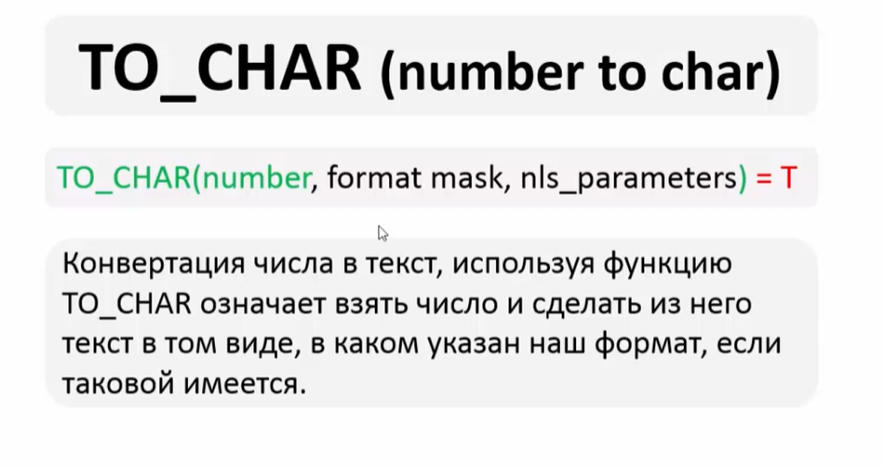 TO_CHAR (number to char)
TO_CHAR(number, format mask, nls_parameters) = T
Конвертация числа в текст, используя функцию
TO_CHAR означает взять число и сделать из него
текст в том виде, в каком указан наш формат, если
таковой имеется.